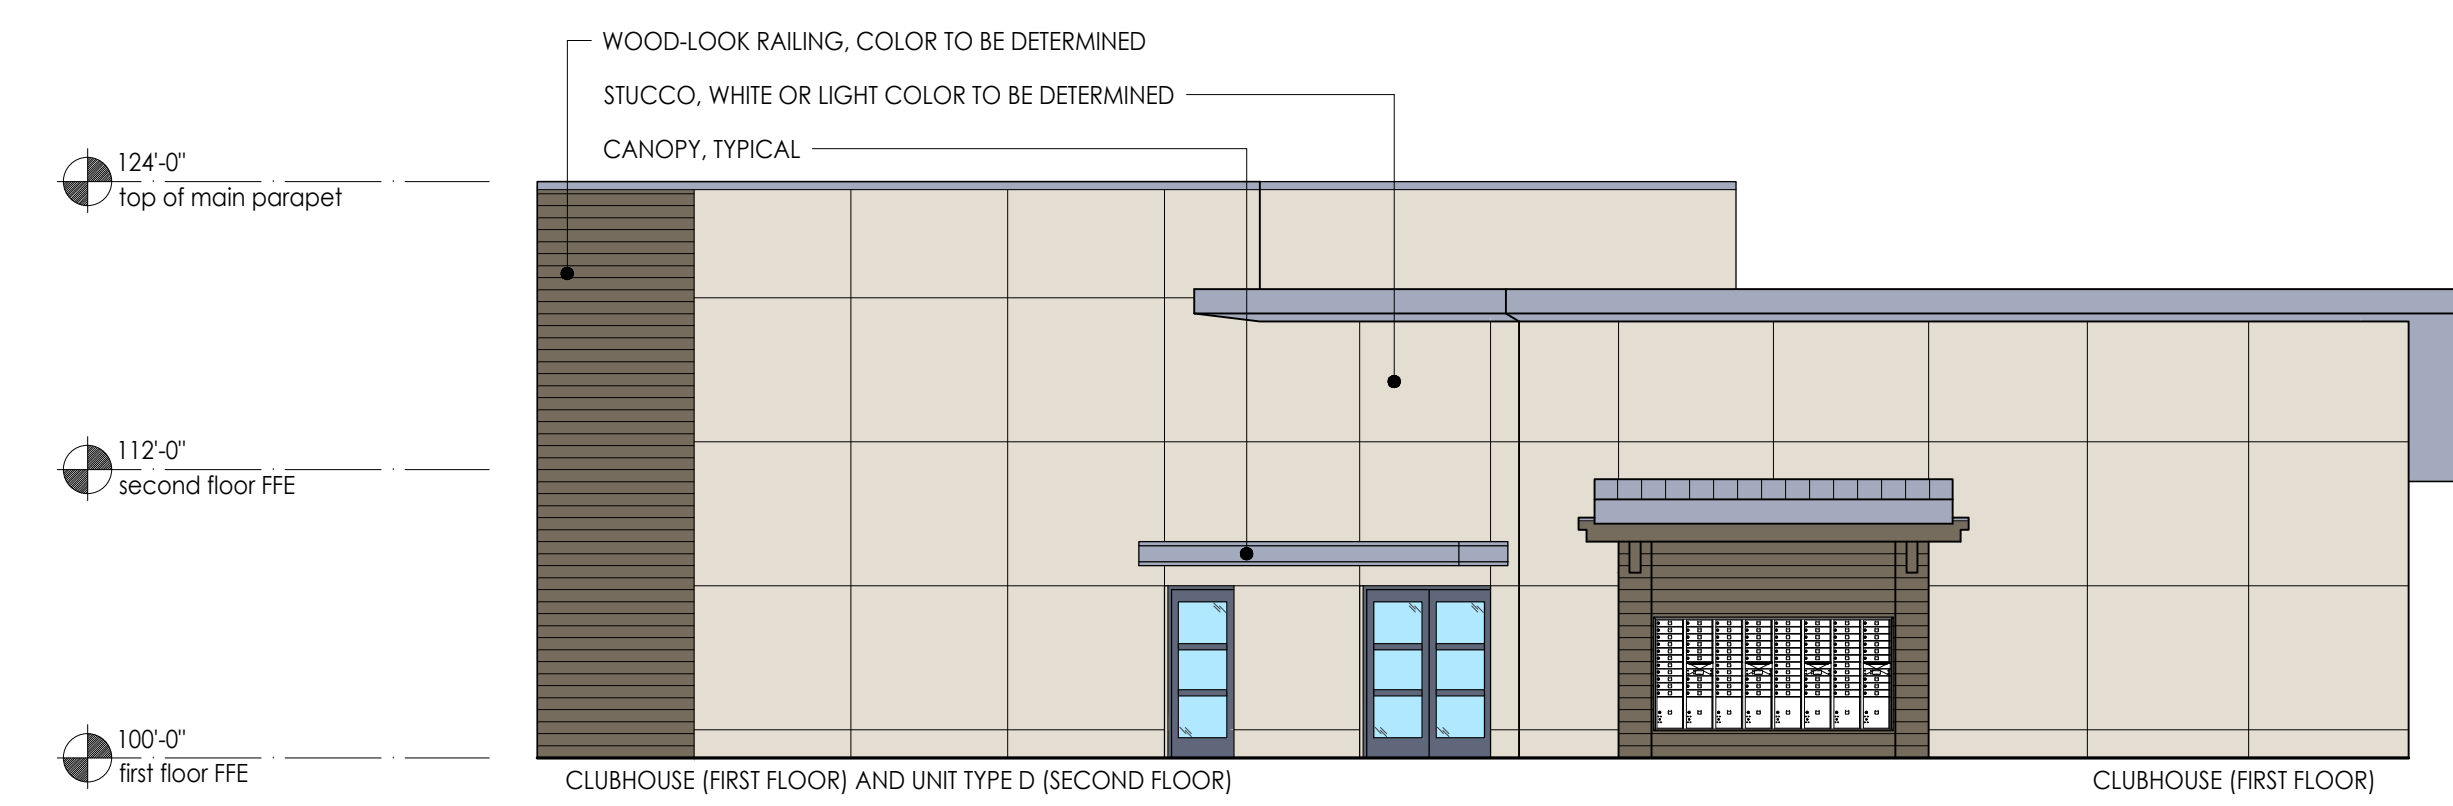 WOOD-LOOK RAILING, COLOR TO BE DETERMINED
STUCCO, WHITE OR LIGHT COLOR TO BE DETERMINED
CANOPY, TYPICAL
124'-0"
top of main parapet
112'-0"
second floor FFE
100'-0"
first floor FFE
CLUBHOUSE (FIRST FLOOR) AND UNIT TYPE D (SECOND FLOOR)
CLUBHOUSE (FIRST FLOOR)